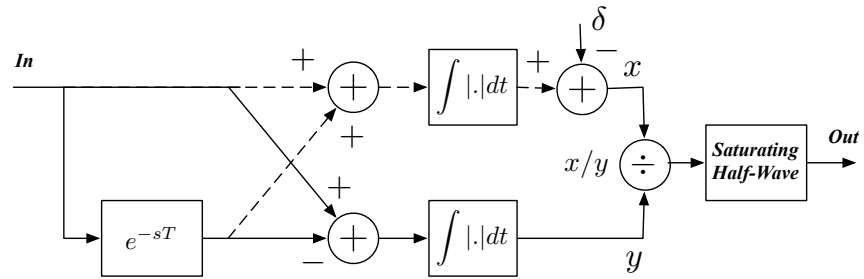 In
+
+
+
∫ |.|dt
+
δ
−
+
x
x/y
÷
Saturating
Half-Wave
Out
e^{-sT}
+
−
+
∫ |.|dt
y